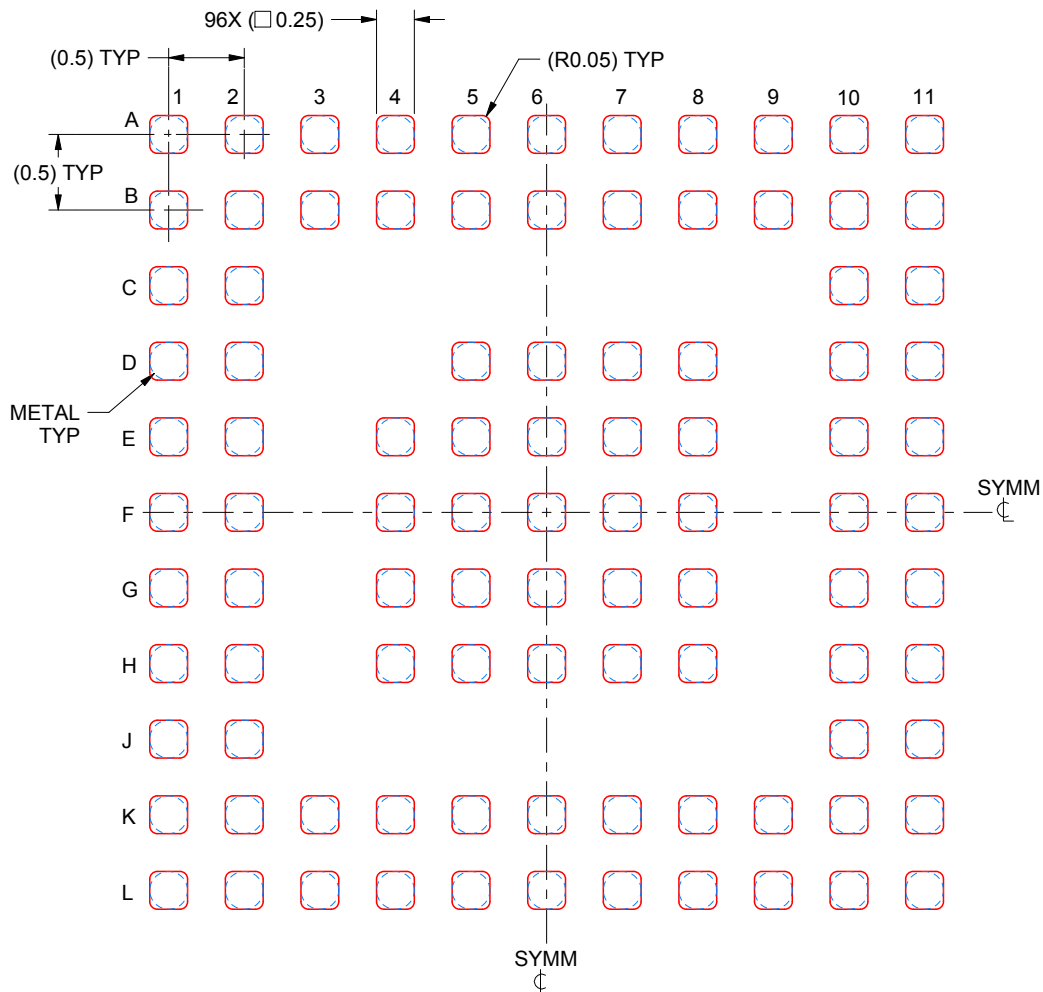 96X (□ 0.25)
(0.5) TYP
(R0.05) TYP
1 2 3 4 5 6 7 8 9 10 11
A
(0.5) TYP
B
C
D
METAL
TYP
E
F
SYMM
℄
G
H
J
K
L
SYMM
℄